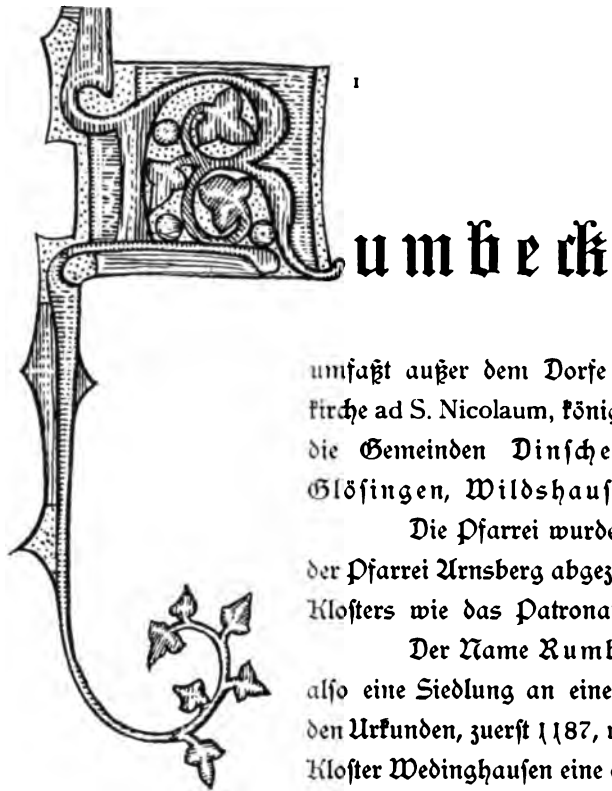 I
Rumbeck
umfaßt außer dem Dorfe
kirche ad S. Nicolaum, könig
die Gemeinden Dinſche
Glöſingen, Wildshauſ
Die Pfarrei wurde
der Pfarrei Arnsberg abgez
Kloſters wie das Patrona
Der Name Rumb
alſo eine Siedlung an eine
den Urkunden, zuerſt 1187,
Kloſter Wedinghauſen eine